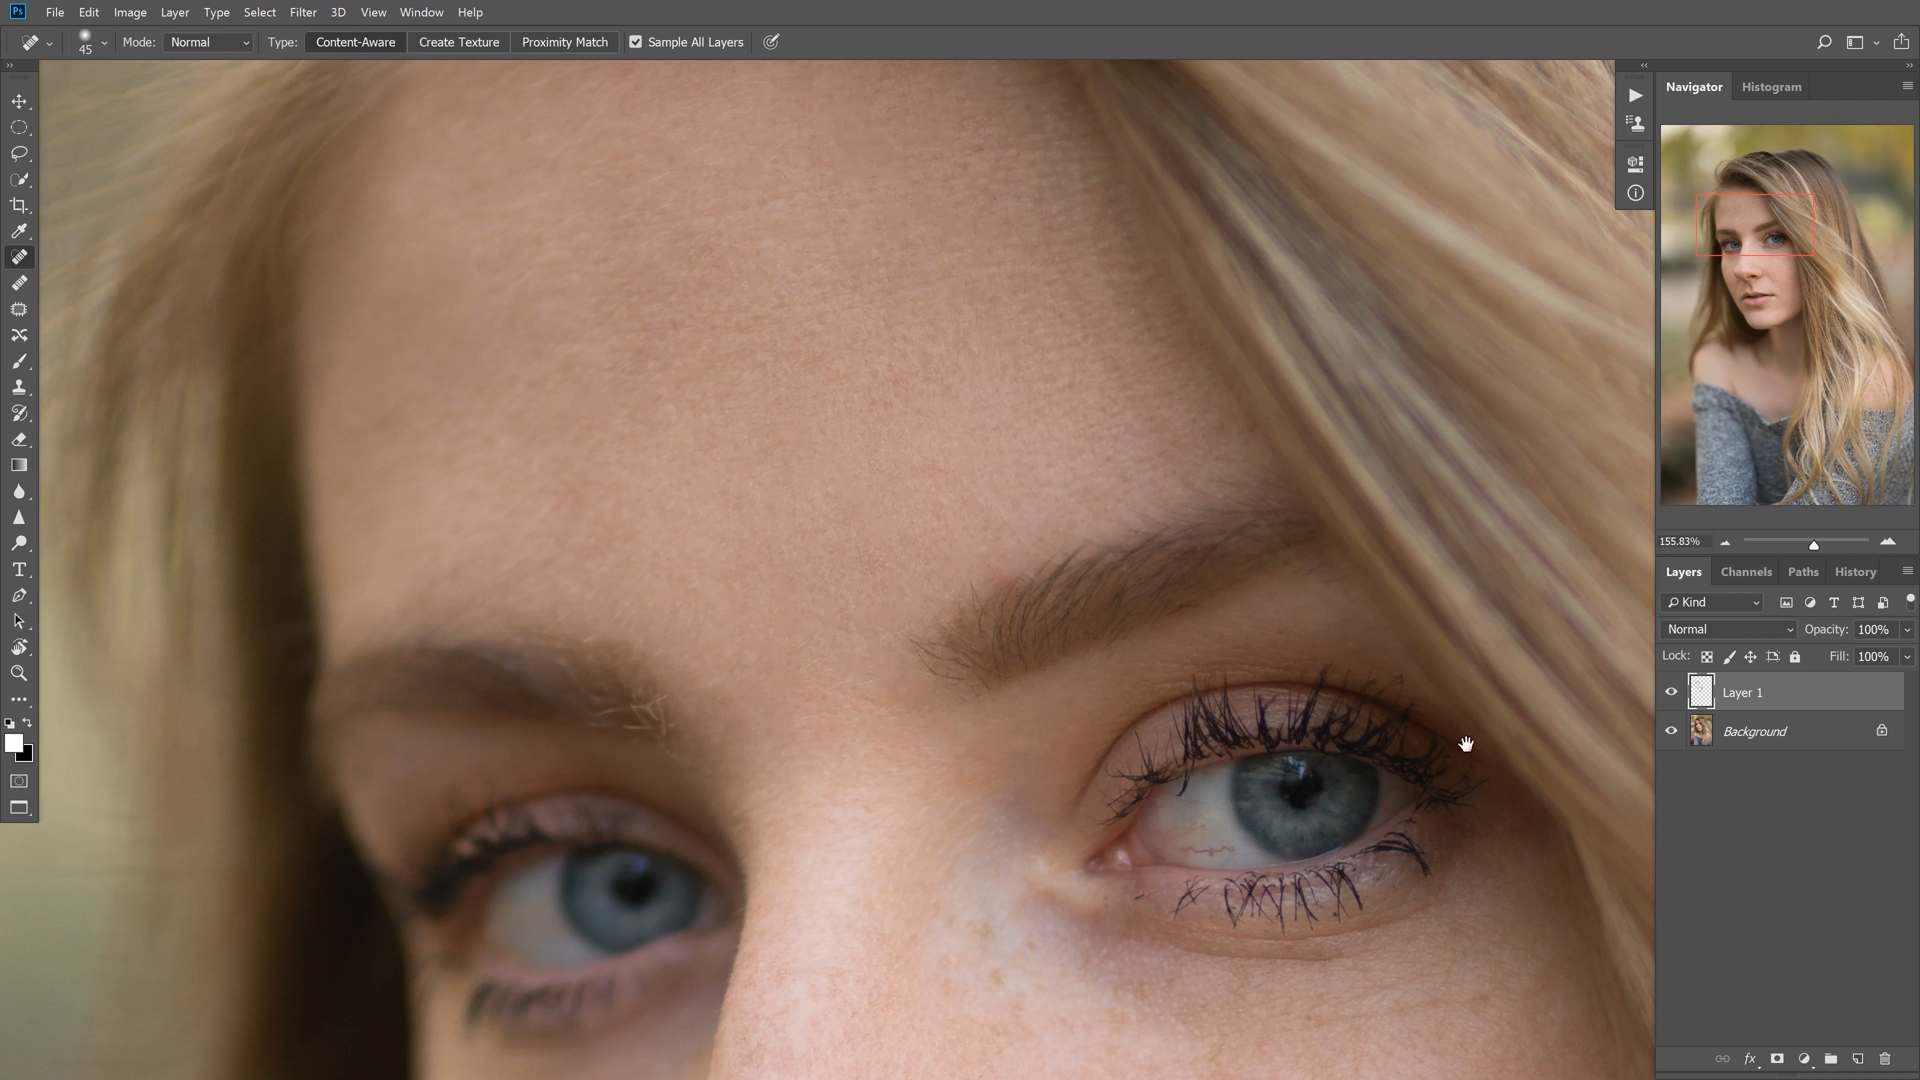 Ps File Edit Image Layer Type Select Filter 3D View Window Help
45 Mode: Normal Type: Content-Aware Create Texture Proximity Match Sample All Layers
Navigator Histogram
155.83%
Layers Channels Paths History
Kind
Normal Opacity: 100%
Lock: Fill: 100%
Layer 1
Background
fx